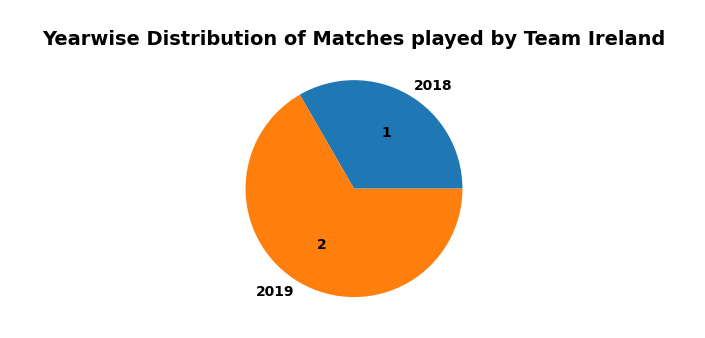 Yearwise Distribution of Matches played by Team Ireland
2018
1
2
2019